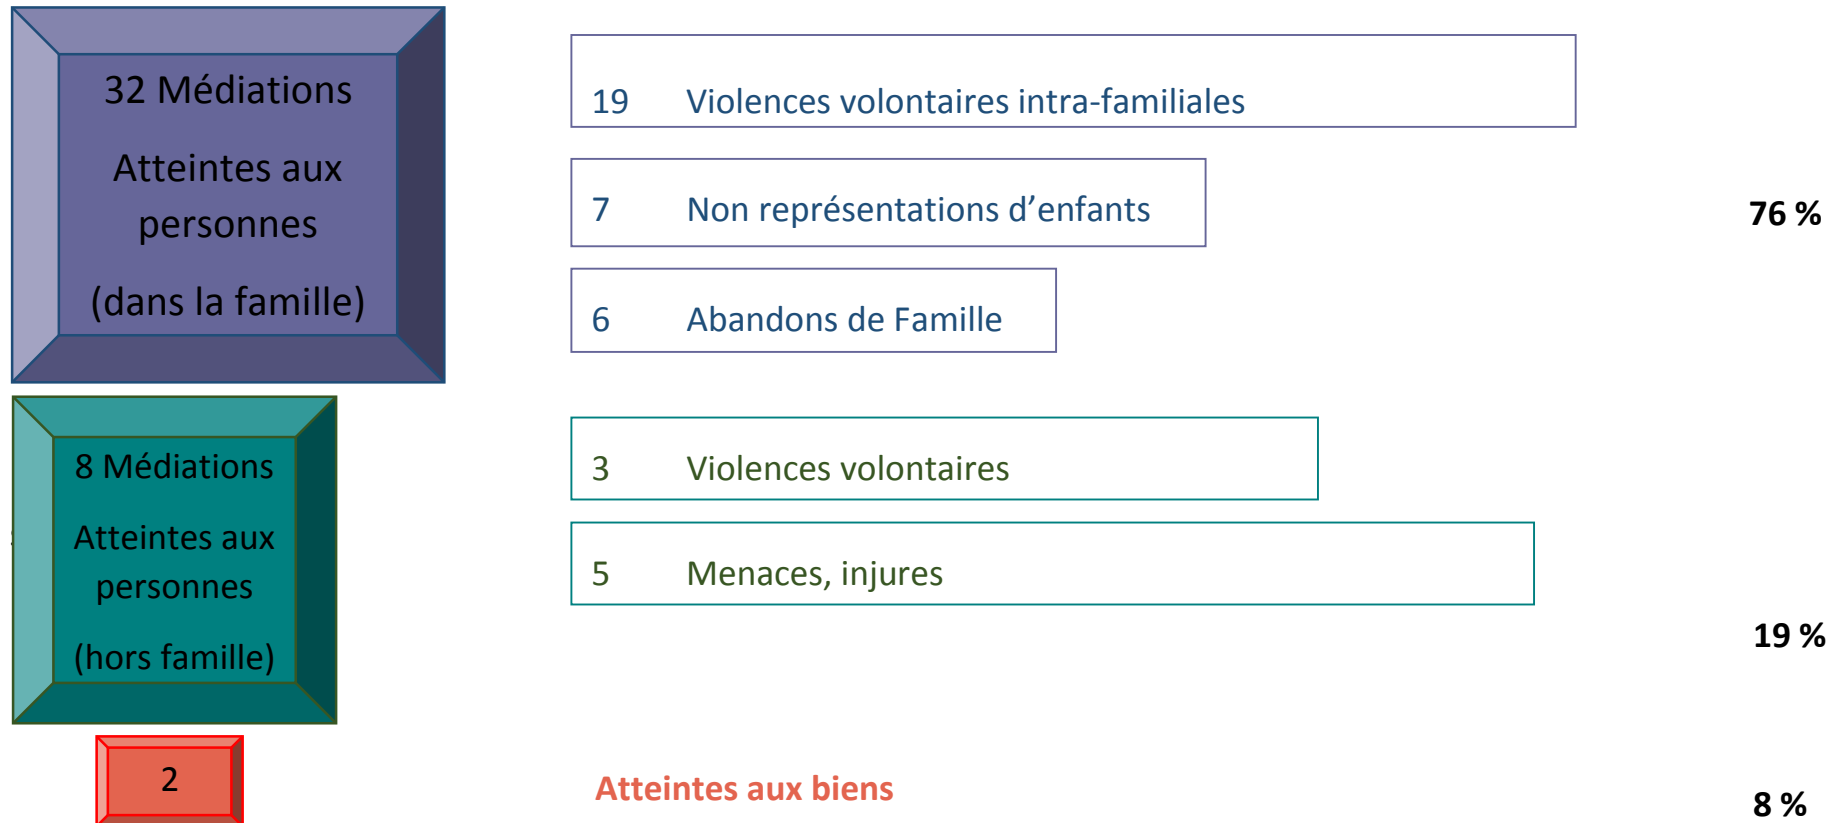 32 Médiations
Atteintes aux
personnes
(dans la famille)
19 Violences volontaires intra-familiales
7 Non représentations d’enfants
76 %
6 Abandons de Famille
8 Médiations
Atteintes aux
personnes
(hors famille)
3 Violences volontaires
5 Menaces, injures
19 %
2
Atteintes aux biens
8 %